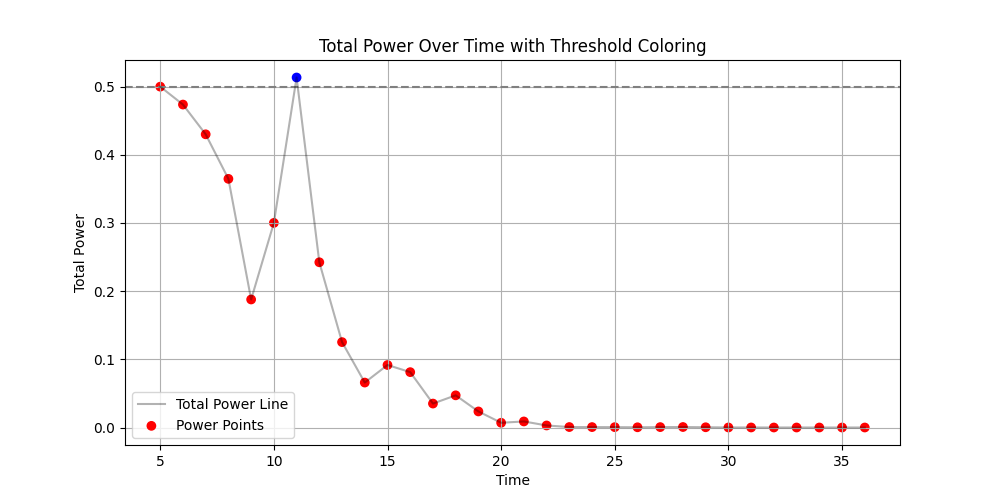 Total Power Over Time with Threshold Coloring
Total Power
0.5
0.4
0.3
0.2
0.1
0.0
Total Power Line
Power Points
5 10 15 20 25 30 35
Time